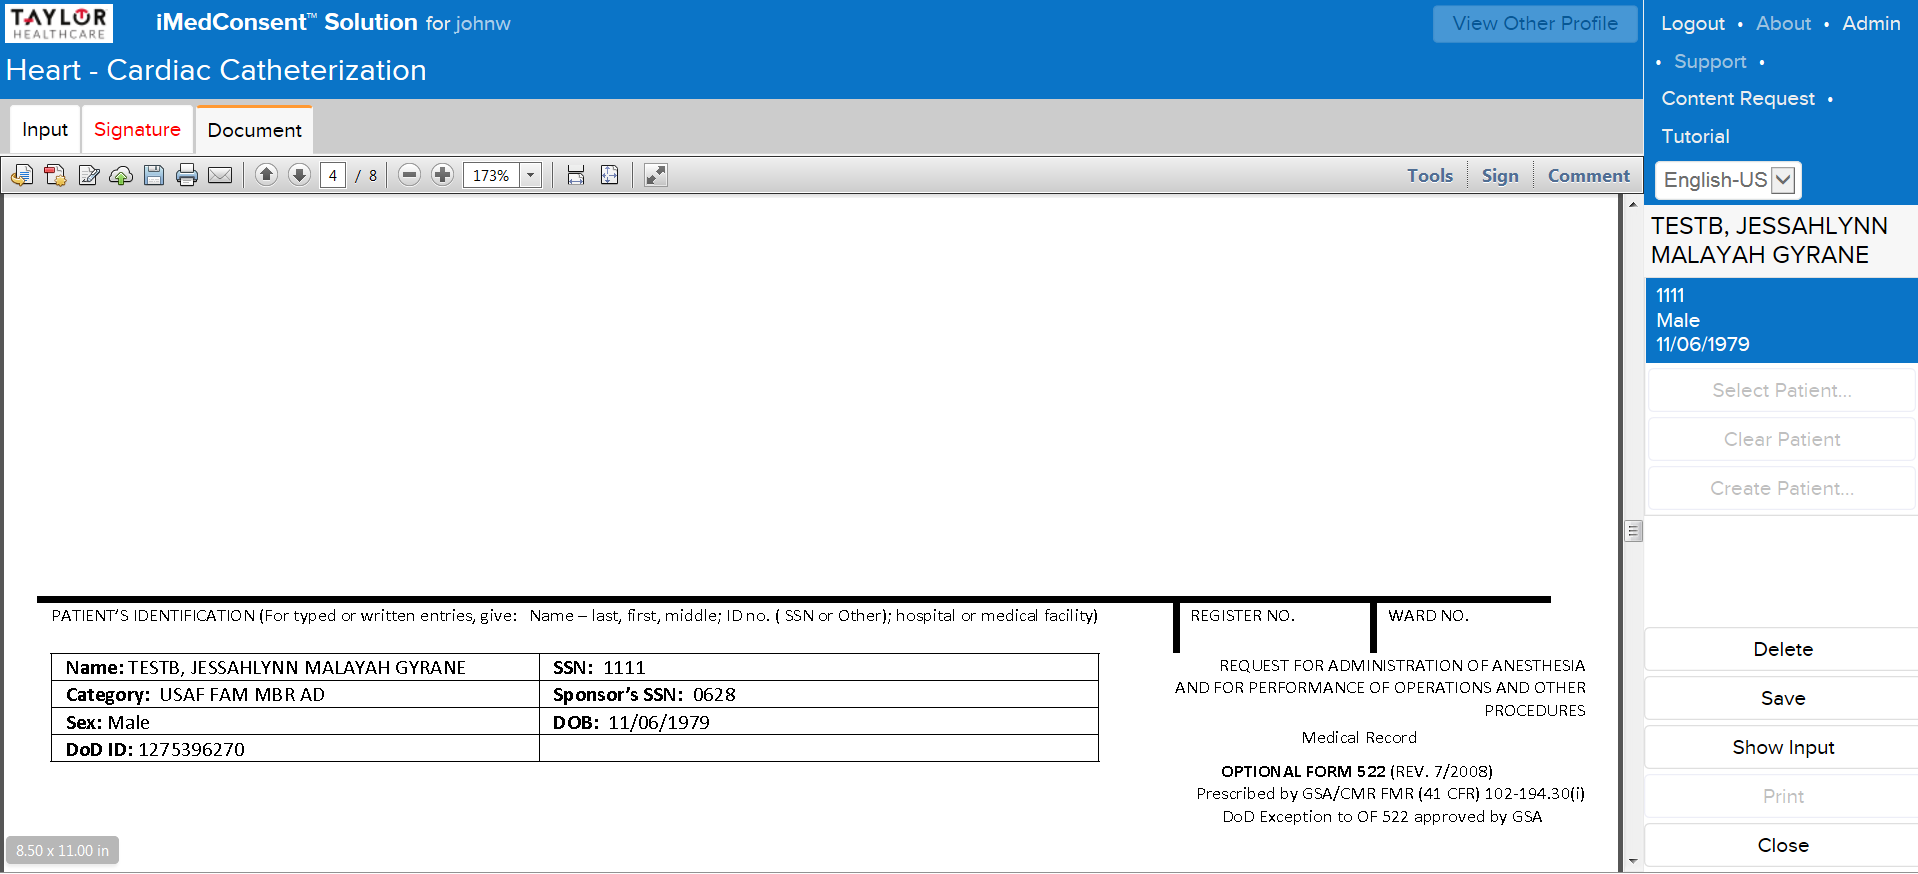 TAYLOR
HEALTHCARE
iMedConsent™ Solution for johnw
View Other Profile
Heart - Cardiac Catheterization
Logout • About • Admin
• Support •
Content Request •
Tutorial
English-US
Input Signature Document
4 / 8 173% Tools Sign Comment
TESTB, JESSAHLYNN
MALAYAH GYRANE
1111
Male
11/06/1979
Select Patient...
Clear Patient
Create Patient...
PATIENT'S IDENTIFICATION (For typed or written entries, give: Name – last, first, middle; ID no. ( SSN or Other); hospital or medical facility)
REGISTER NO.
WARD NO.
Name: TESTB, JESSAHLYNN MALAYAH GYRANE SSN: 1111
Category: USAF FAM MBR AD Sponsor's SSN: 0628
Sex: Male DOB: 11/06/1979
DoD ID: 1275396270
REQUEST FOR ADMINISTRATION OF ANESTHESIA
AND FOR PERFORMANCE OF OPERATIONS AND OTHER
PROCEDURES
Medical Record
OPTIONAL FORM 522 (REV. 7/2008)
Prescribed by GSA/CMR FMR (41 CFR) 102-194.30(i)
DoD Exception to OF 522 approved by GSA
8.50 x 11.00 in
Delete
Save
Show Input
Print
Close